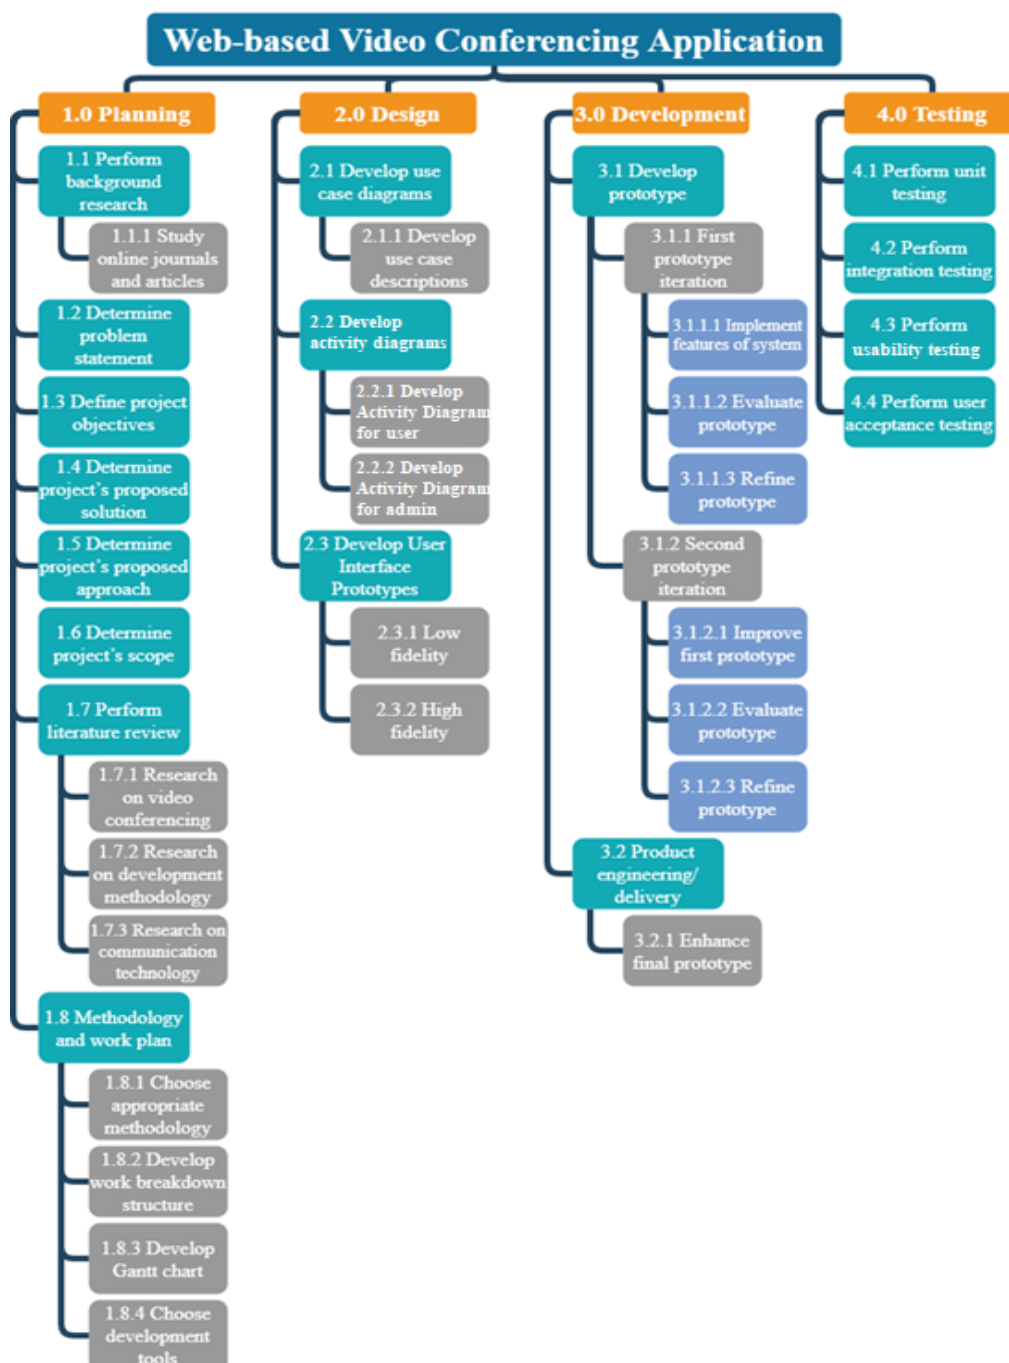 Web-based Video Conferencing Application
1.0 Planning
1.1 Perform
background
research
1.1.1 Study
online journals
and articles
1.2 Determine
problem
statement
1.3 Define project
objectives
1.4 Determine
project's proposed
solution
1.5 Determine
project's proposed
approach
1.6 Determine
project's scope
1.7 Perform
literature review
1.7.1 Research
on video
conferencing
1.7.2 Research
on development
methodology
1.7.3 Research on
communication
technology
1.8 Methodology
and work plan
1.8.1 Choose
appropriate
methodology
1.8.2 Develop
work breakdown
structure
1.8.3 Develop
Gantt chart
1.8.4 Choose
development
tools
2.0 Design
2.1 Develop use
case diagrams
2.1.1 Develop
use case
descriptions
2.2 Develop
activity diagrams
2.2.1 Develop
Activity Diagram
for user
2.2.2 Develop
Activity Diagram
for admin
2.3 Develop User
Interface
Prototypes
2.3.1 Low
fidelity
2.3.2 High
fidelity
3.0 Development
3.1 Develop
prototype
3.1.1 First
prototype
iteration
3.1.1.1 Implement
features of system
3.1.1.2 Evaluate
prototype
3.1.1.3 Refine
prototype
3.1.2 Second
prototype
iteration
3.1.2.1 Improve
first prototype
3.1.2.2 Evaluate
prototype
3.1.2.3 Refine
prototype
3.2 Product
engineering/
delivery
3.2.1 Enhance
final prototype
4.0 Testing
4.1 Perform unit
testing
4.2 Perform
integration testing
4.3 Perform
usability testing
4.4 Perform user
acceptance testing